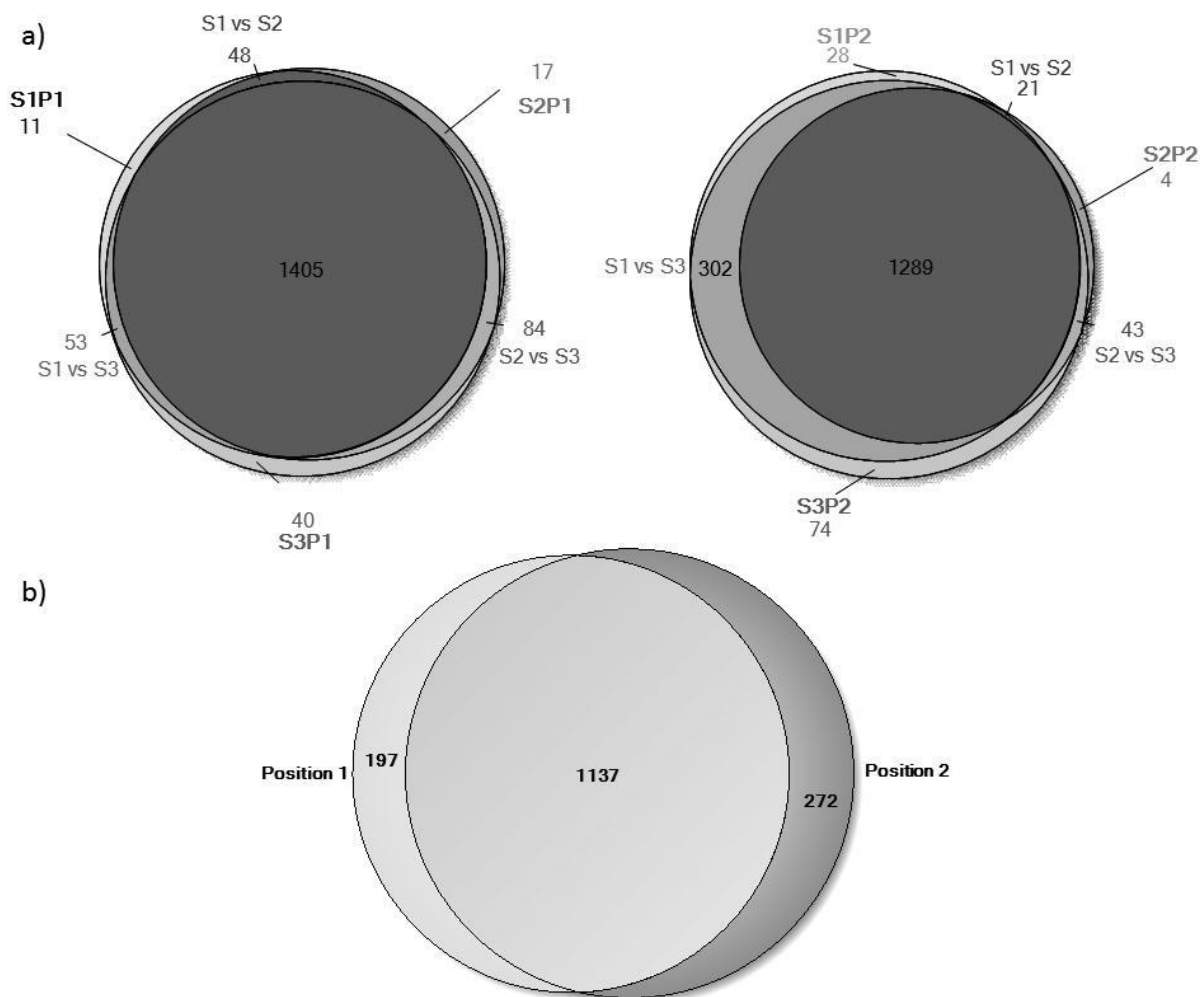 a)
S1 vs S2
48
17
S2P1
S1P1
11
1405
53
S1 vs S3
84
S2 vs S3
40
S3P1
S1P2
28
S1 vs S2
21
S2P2
4
S1 vs S3
302
1289
43
S2 vs S3
S3P2
74
b)
Position 1
197
1137
272
Position 2